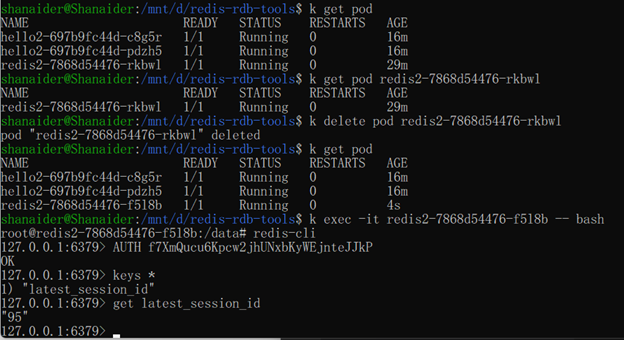 shanaider@Shanaider:/mnt/d/redis-rdb-tools$ k get pod
NAME READY STATUS RESTARTS AGE
hello2-697b9fc44d-c8g5r 1/1 Running 0 16m
hello2-697b9fc44d-pdzh5 1/1 Running 0 16m
redis2-7868d54476-rkbwl 1/1 Running 0 29m
shanaider@Shanaider:/mnt/d/redis-rdb-tools$ k get pod redis2-7868d54476-rkbwl
NAME READY STATUS RESTARTS AGE
redis2-7868d54476-rkbwl 1/1 Running 0 29m
shanaider@Shanaider:/mnt/d/redis-rdb-tools$ k delete pod redis2-7868d54476-rkbwl
pod "redis2-7868d54476-rkbwl" deleted
shanaider@Shanaider:/mnt/d/redis-rdb-tools$ k get pod
NAME READY STATUS RESTARTS AGE
hello2-697b9fc44d-c8g5r 1/1 Running 0 16m
hello2-697b9fc44d-pdzh5 1/1 Running 0 16m
redis2-7868d54476-f518b 1/1 Running 0 4s
shanaider@Shanaider:/mnt/d/redis-rdb-tools$ k exec -it redis2-7868d54476-f518b -- bash
root@redis2-7868d54476-f518b:/data# redis-cli
127.0.0.1:6379> AUTH f7XmQucu6Kpcw2jhUNxbKyWEjnteJJkP
OK
127.0.0.1:6379> keys *
1) "latest_session_id"
127.0.0.1:6379> get latest_session_id
"95"
127.0.0.1:6379>